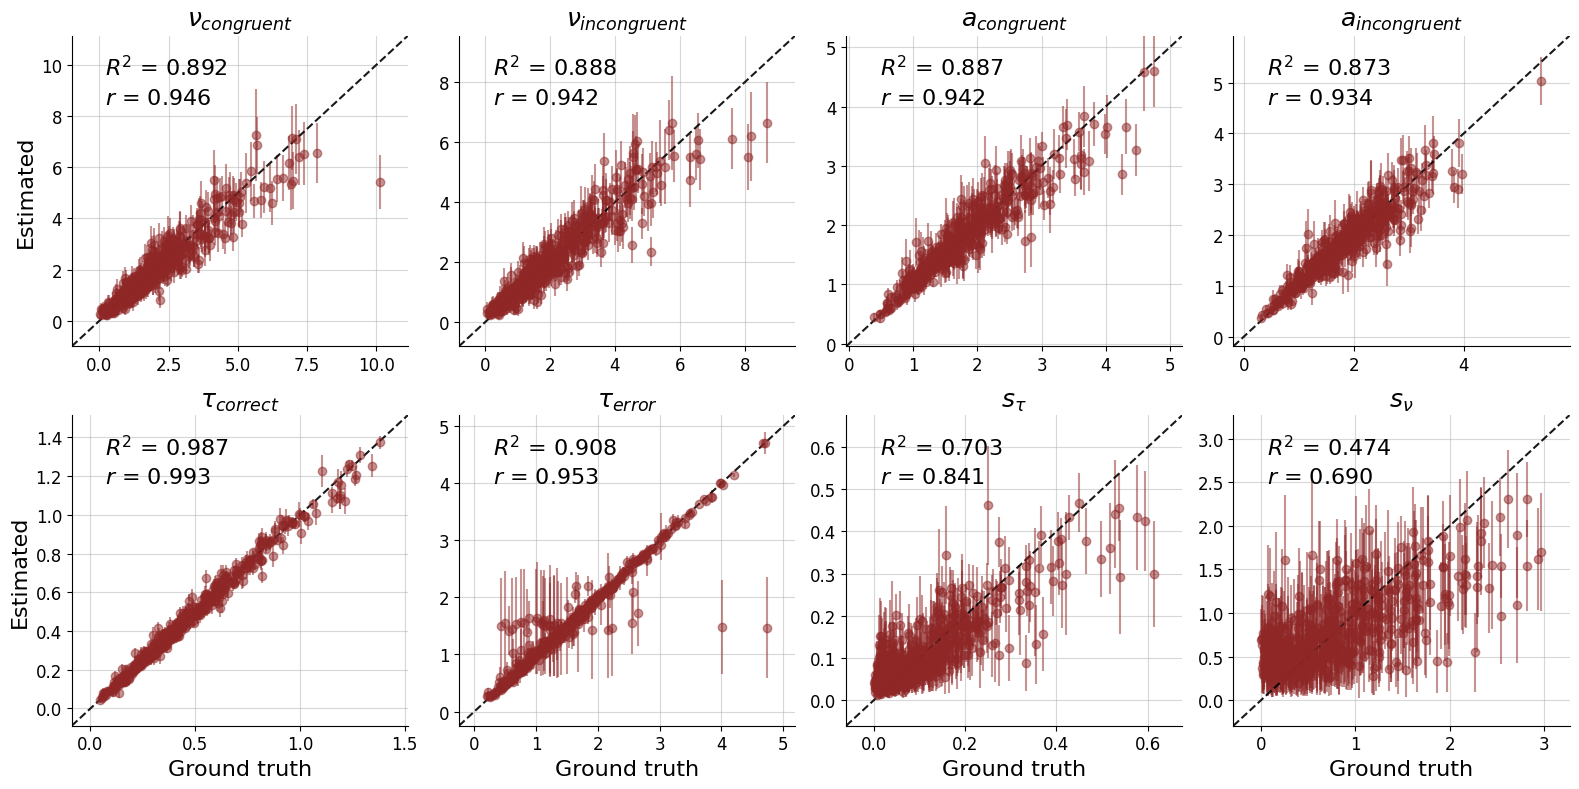 ν_congruent
R² = 0.892
r = 0.946
Estimated
10
8
6
4
2
0
0.0 2.5 5.0 7.5 10.0
ν_incongruent
R² = 0.888
r = 0.942
8
6
4
2
0
0 2 4 6 8
a_congruent
R² = 0.887
r = 0.942
5
4
3
2
1
0
0 1 2 3 4 5
a_incongruent
R² = 0.873
r = 0.934
5
4
3
2
1
0
0 2 4
τ_correct
R² = 0.987
r = 0.993
Estimated
1.4
1.2
1.0
0.8
0.6
0.4
0.2
0.0
0.0 0.5 1.0 1.5
Ground truth
τ_error
R² = 0.908
r = 0.953
5
4
3
2
1
0
0 1 2 3 4 5
Ground truth
s_τ
R² = 0.703
r = 0.841
0.6
0.5
0.4
0.3
0.2
0.1
0.0
0.0 0.2 0.4 0.6
Ground truth
s_ν
R² = 0.474
r = 0.690
3.0
2.5
2.0
1.5
1.0
0.5
0.0
0 1 2 3
Ground truth